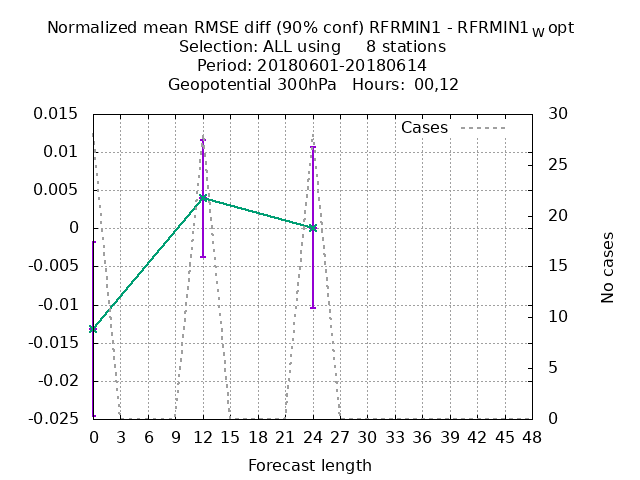 Normalized mean RMSE diff (90% conf) RFRMIN1 - RFRMIN1 w opt
Selection: ALL using     8 stations
Period: 20180601-20180614
Geopotential 300hPa   Hours: 00,12
Cases
0.015
0.01
0.005
0
-0.005
-0.01
-0.015
-0.02
-0.025
30
25
20
15
10
5
0
No cases
0 3 6 9 12 15 18 21 24 27 30 33 36 39 42 45 48
Forecast length